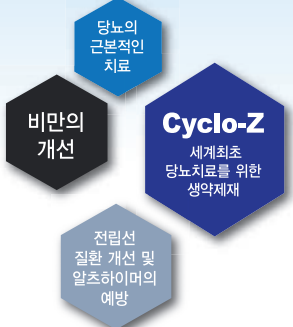 당뇨의
근본적인
치료
비만의
개선
Cyclo-Z
세계최초
당뇨치료를 위한
생약제재
전립선
질환 개선 및
알츠하이머의
예방